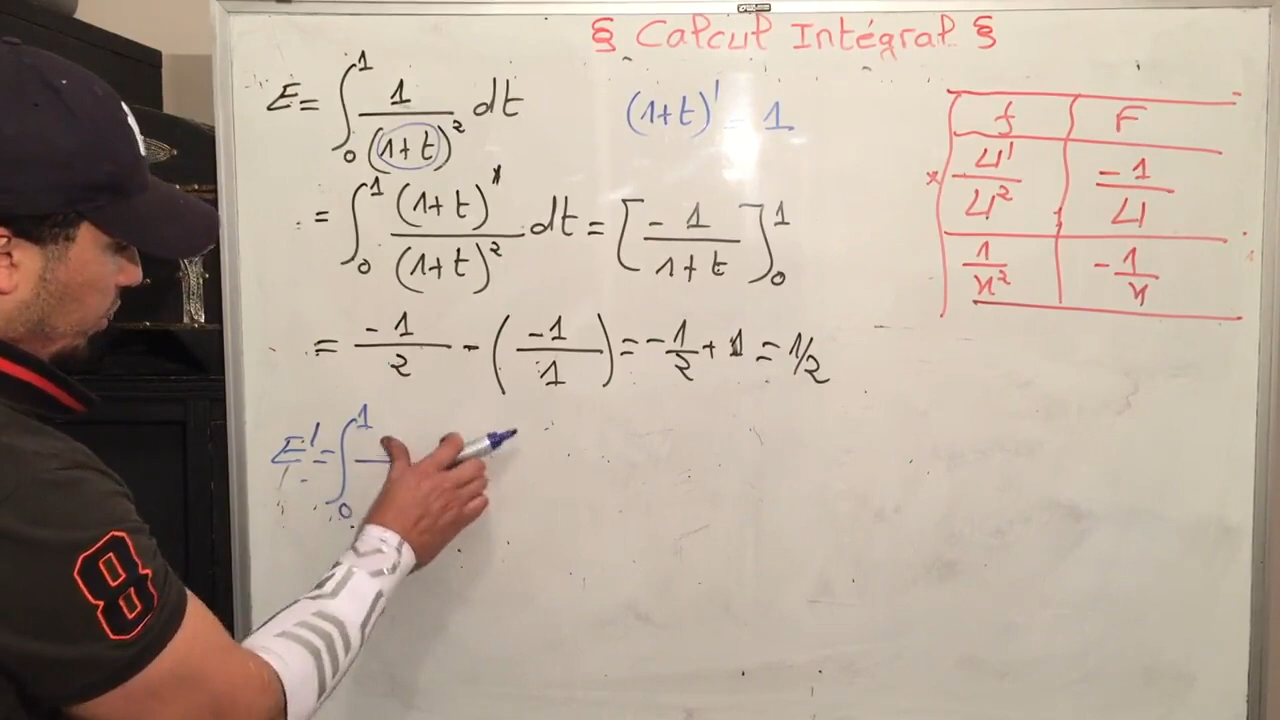 § Calcul Intégral §
E = ∫₀¹ 1/(1+t)² dt
(1+t)' = 1
= ∫₀¹ (1+t)'/(1+t)² dt = [-1/(1+t)]₀¹
= -1/2 - (-1/1) = -1/2 + 1 = 1/2
E' = ∫₀¹
f F
* U'/U² -1/U
1/x² -1/x
8